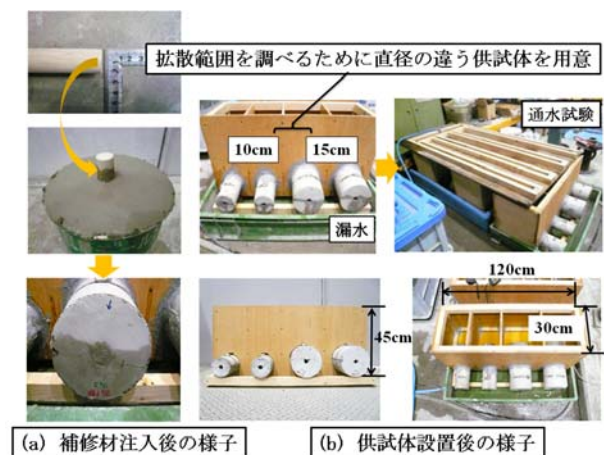 拡散範囲を調べるために直径の違う供試体を用意
通水試験
10cm
15cm
漏水
120cm
30cm
45cm
(a) 補修材注入後の様子
(b) 供試体設置後の様子